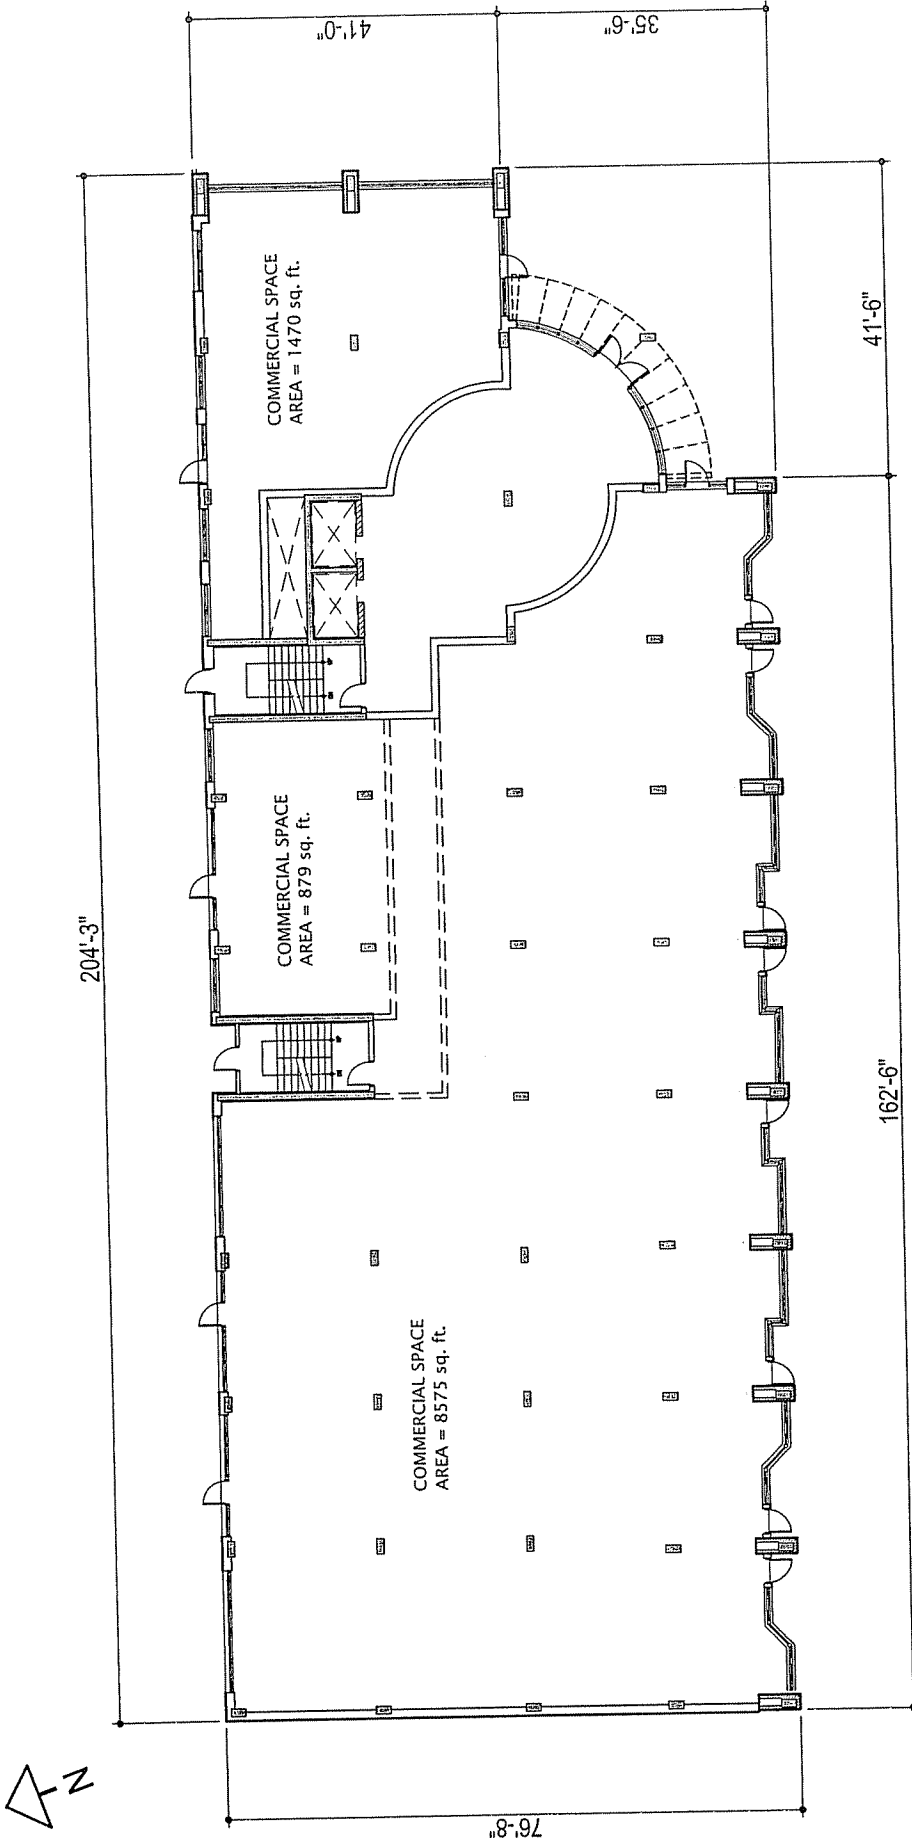 41'-0"
35'-6"
204'-3"
COMMERCIAL SPACE
AREA = 1470 sq. ft.
41'-6"
COMMERCIAL SPACE
AREA = 879 sq. ft.
162'-6"
COMMERCIAL SPACE
AREA = 8575 sq. ft.
N
76'-8"